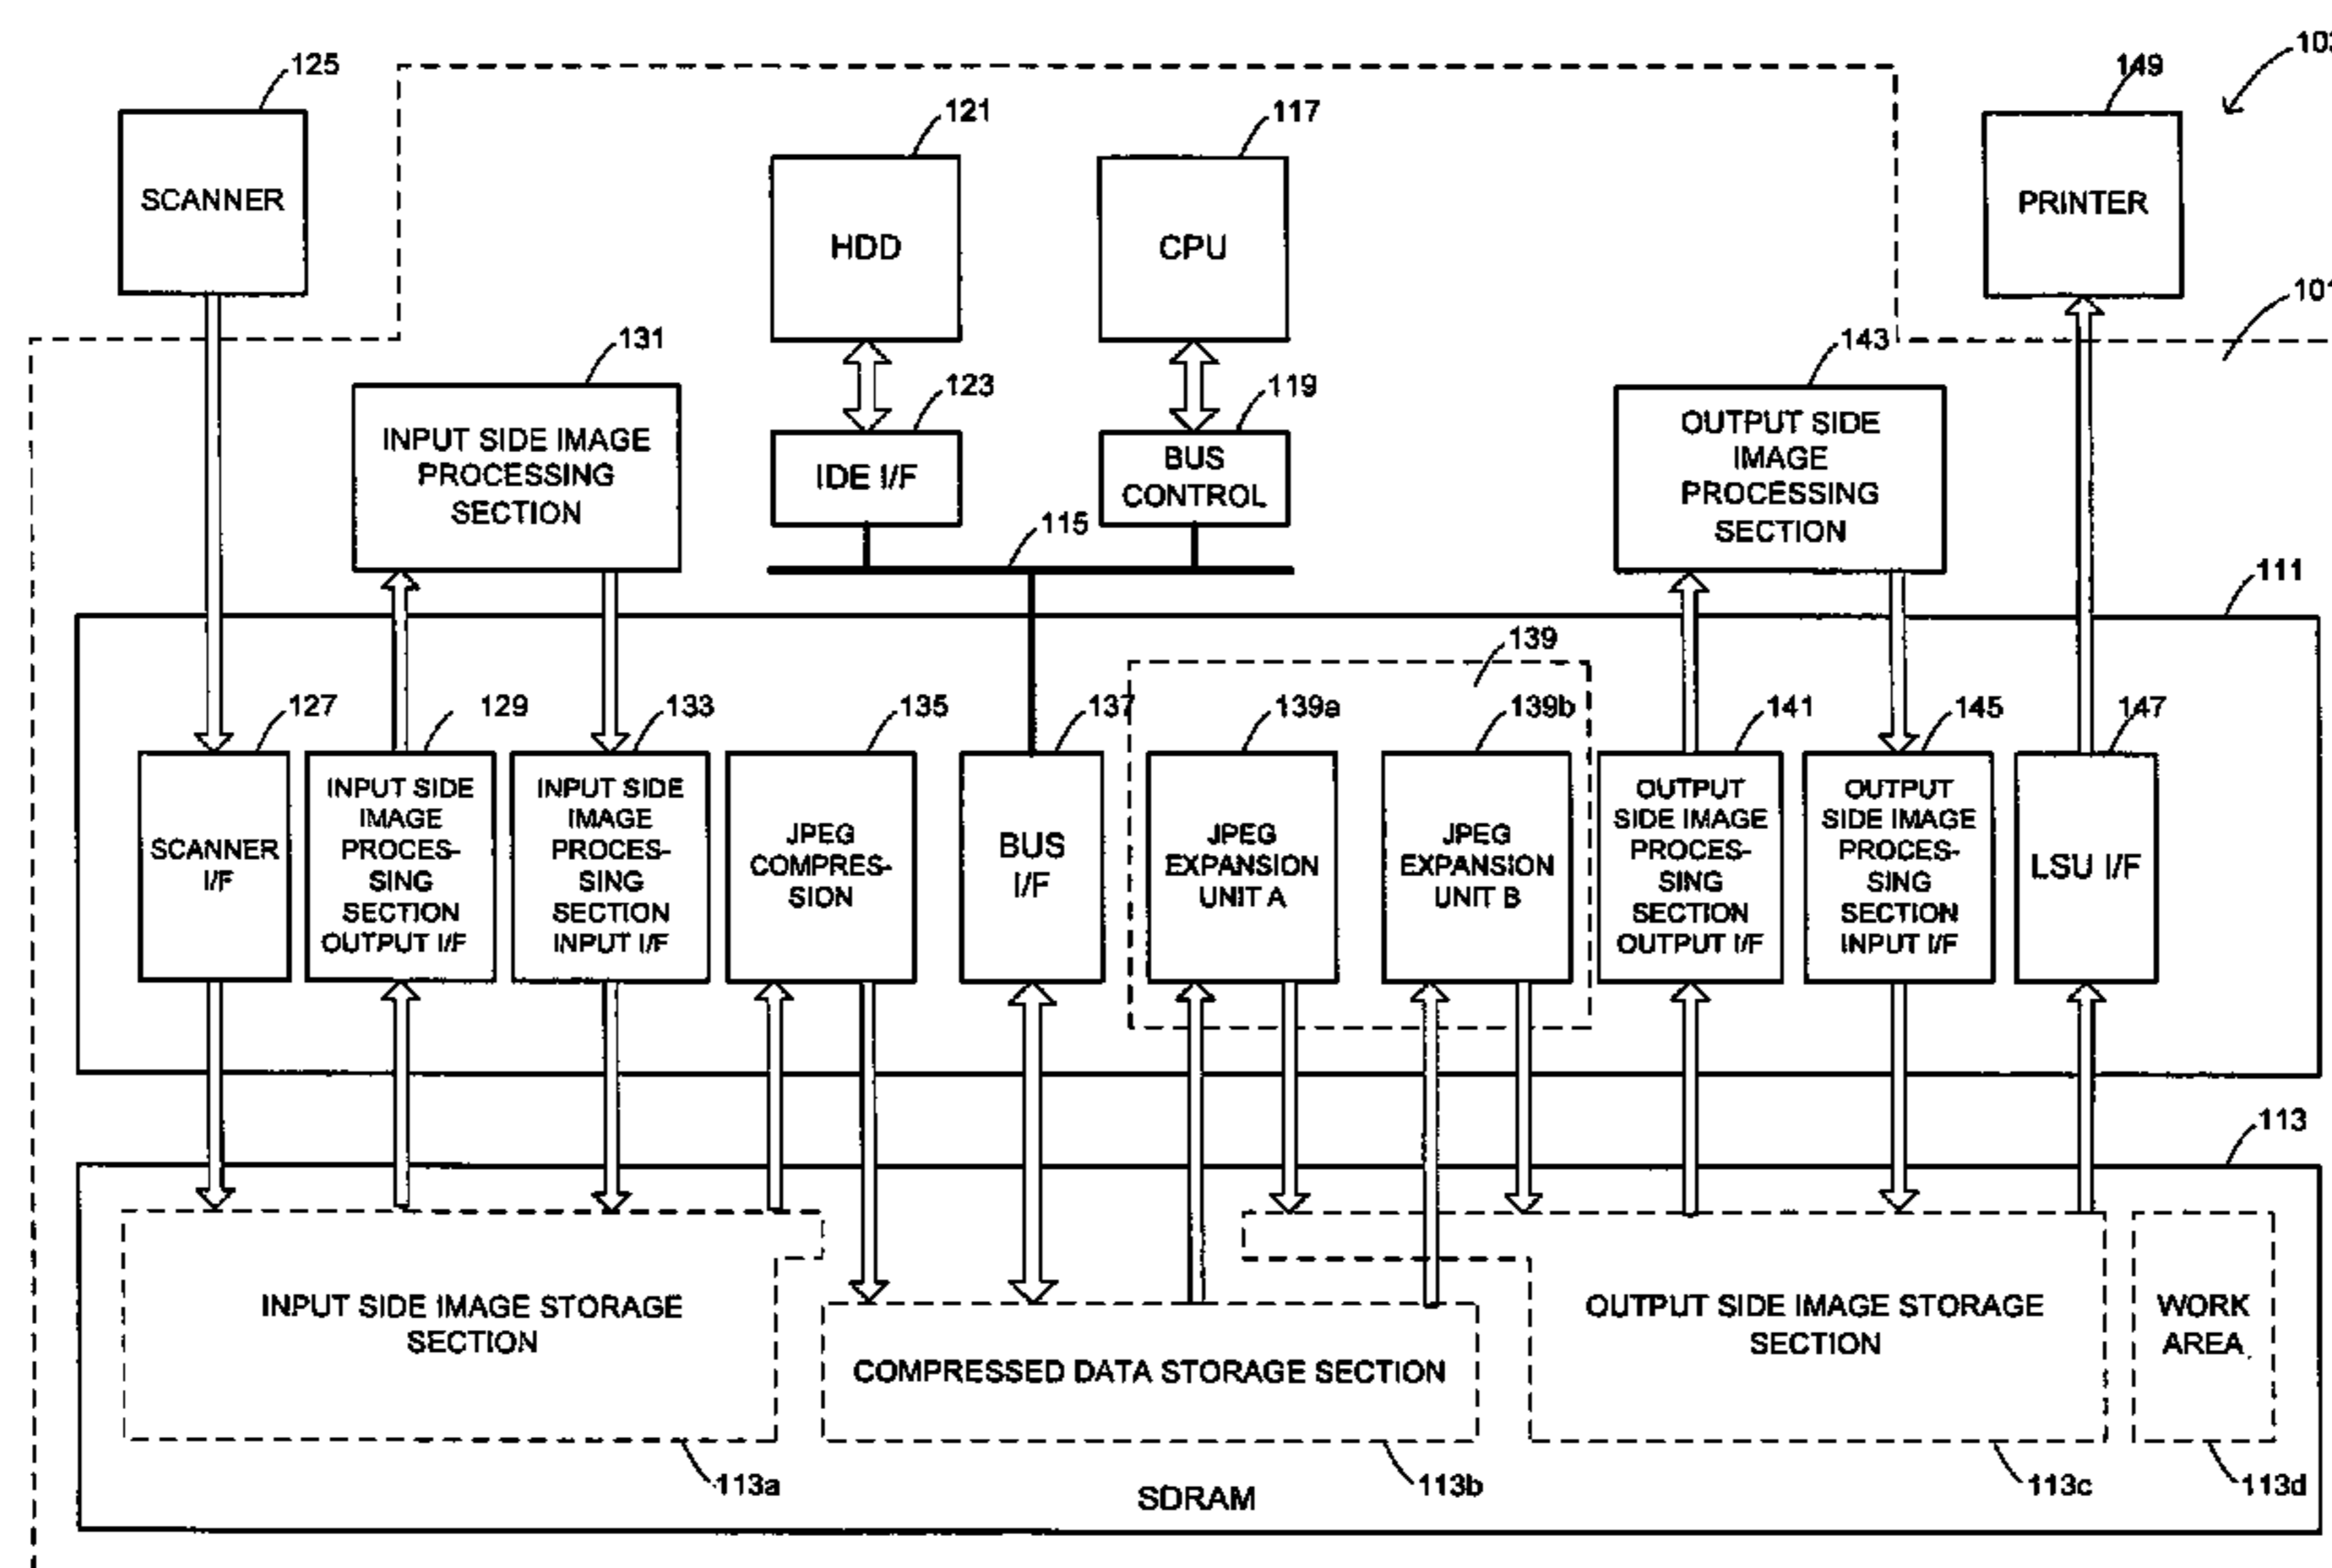 125
121
117
149
SCANNER
HDD
CPU
PRINTER
131
123
119
143
INPUT SIDE IMAGE
PROCESSING
SECTION
IDE I/F
BUS
CONTROL
OUTPUT SIDE
IMAGE
PROCESSING
SECTION
115
111
139
127
129
133
135
137
139a
139b
141
145
147
SCANNER
I/F
INPUT SIDE
IMAGE
PROCES-
SING
SECTION
OUTPUT I/F
INPUT SIDE
IMAGE
PROCES-
SING
SECTION
INPUT I/F
JPEG
COMPRES-
SION
BUS
I/F
JPEG
EXPANSION
UNIT A
JPEG
EXPANSION
UNIT B
OUTPUT
SIDE IMAGE
PROCES-
SING
SECTION
OUTPUT I/F
OUTPUT
SIDE IMAGE
PROCES-
SING
SECTION
INPUT I/F
LSU I/F
113
INPUT SIDE IMAGE STORAGE
SECTION
COMPRESSED DATA STORAGE SECTION
OUTPUT SIDE IMAGE STORAGE
SECTION
WORK
AREA
113a
113b
113c
113d
SDRAM